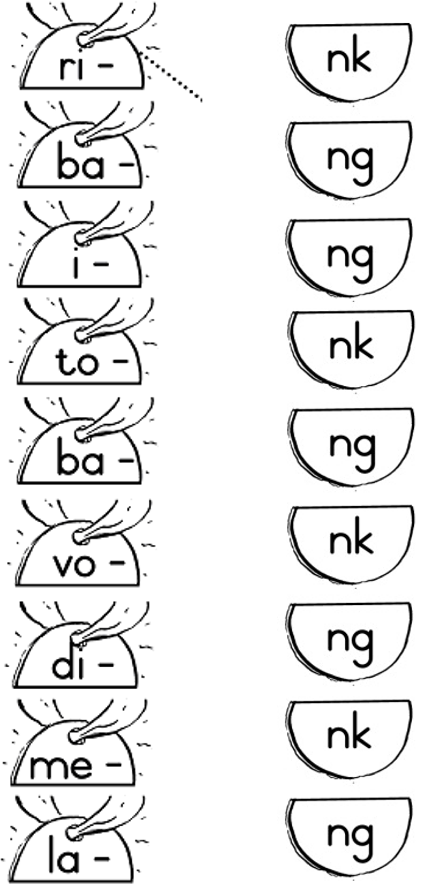 ri - nk
ba - ng
i - ng
to - nk
ba - ng
vo - nk
di - ng
me - nk
la - ng